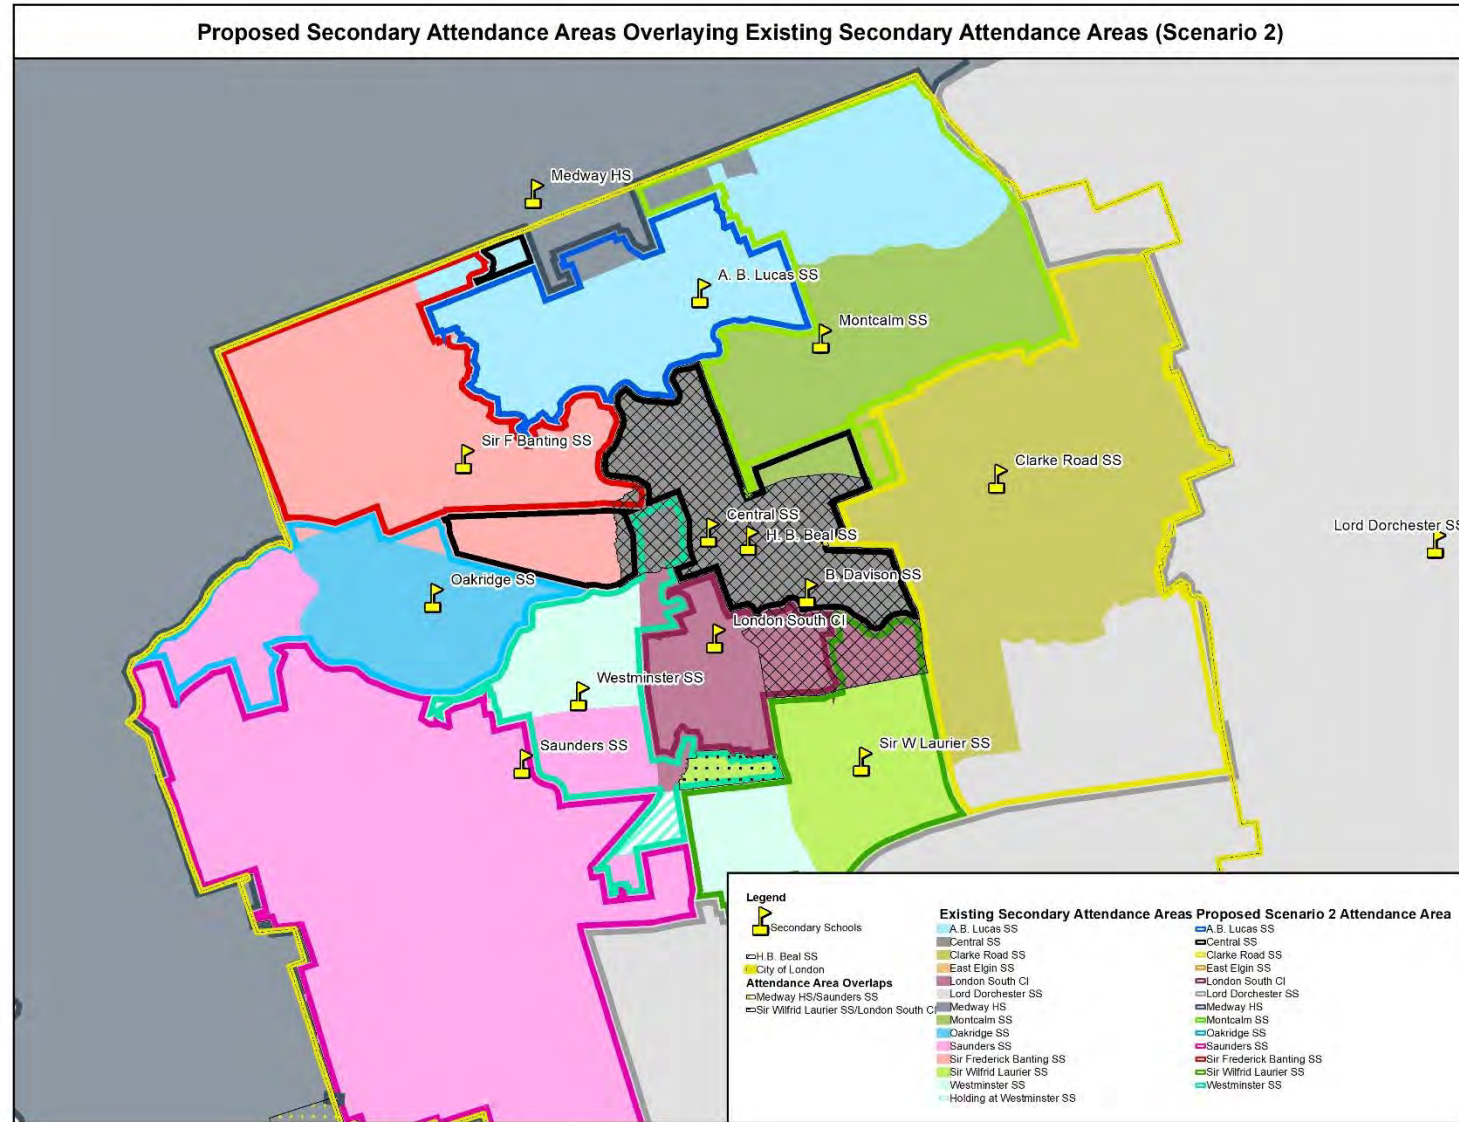 Proposed Secondary Attendance Areas Overlaying Existing Secondary Attendance Areas (Scenario 2)
Medway HS
A. B. Lucas SS
Montcalm SS
Sir F Banting SS
Clarke Road SS
Central SS
Lord Dorchester SS
H. B. Beal SS
Oakridge SS
B. Davison SS
London South CI
Westminster SS
Saunders SS
Sir W Laurier SS
Legend
Secondary Schools
H.B. Beal SS
City of London
Attendance Area Overlaps
Medway HS/Saunders SS
Sir Wilfrid Laurier SS/London South CI
Existing Secondary Attendance Areas
A.B. Lucas SS
Central SS
Clarke Road SS
East Elgin SS
London South CI
Lord Dorchester SS
Medway HS
Montcalm SS
Oakridge SS
Saunders SS
Sir Frederick Banting SS
Sir Wilfrid Laurier SS
Westminster SS
Holding at Westminster SS
Proposed Scenario 2 Attendance Area
A.B. Lucas SS
Central SS
Clarke Road SS
East Elgin SS
London South CI
Lord Dorchester SS
Medway HS
Montcalm SS
Oakridge SS
Saunders SS
Sir Frederick Banting SS
Sir Wilfrid Laurier SS
Westminster SS